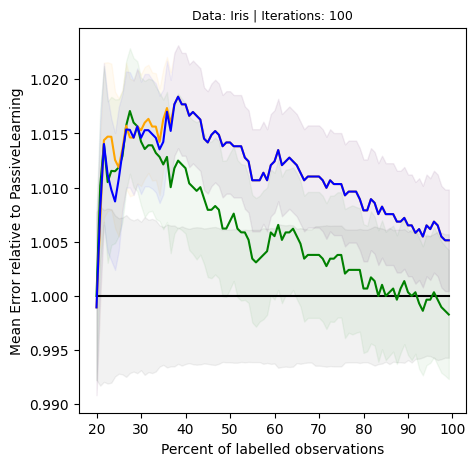 Data: Iris | Iterations: 100
Mean Error relative to PassiveLearning
1.020
1.015
1.010
1.005
1.000
0.995
0.990
20 30 40 50 60 70 80 90 100
Percent of labelled observations